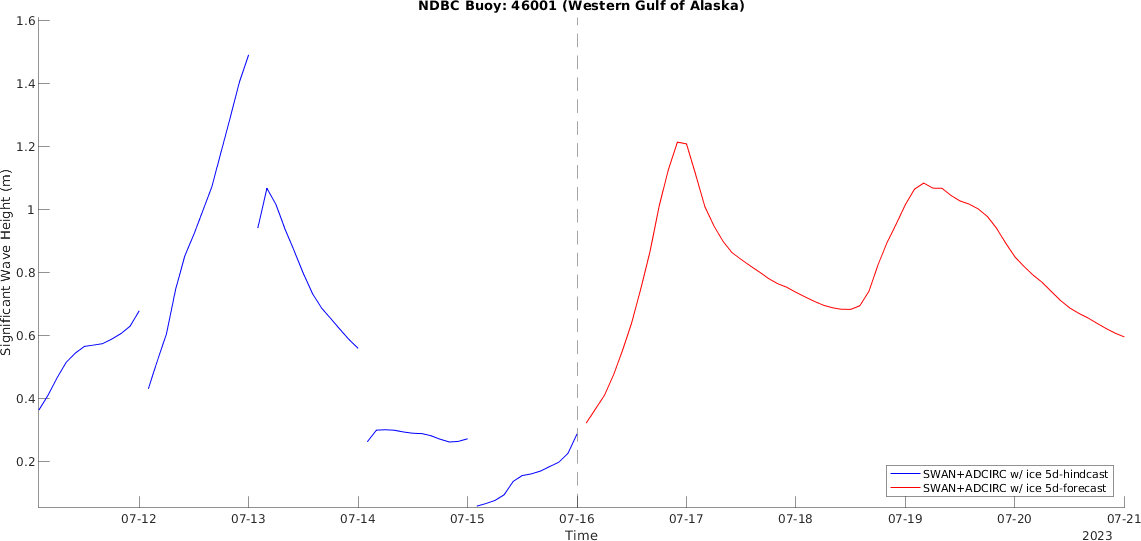 NDBC Buoy: 46001 (Western Gulf of Alaska)
1.6
1.4
1.2
1
0.8
0.6
0.4
0.2
Significant Wave Height (m)
SWAN+ADCIRC w/ ice 5d-hindcast
SWAN+ADCIRC w/ ice 5d-forecast
07-12 07-13 07-14 07-15 07-16 07-17 07-18 07-19 07-20 07-21
Time
2023